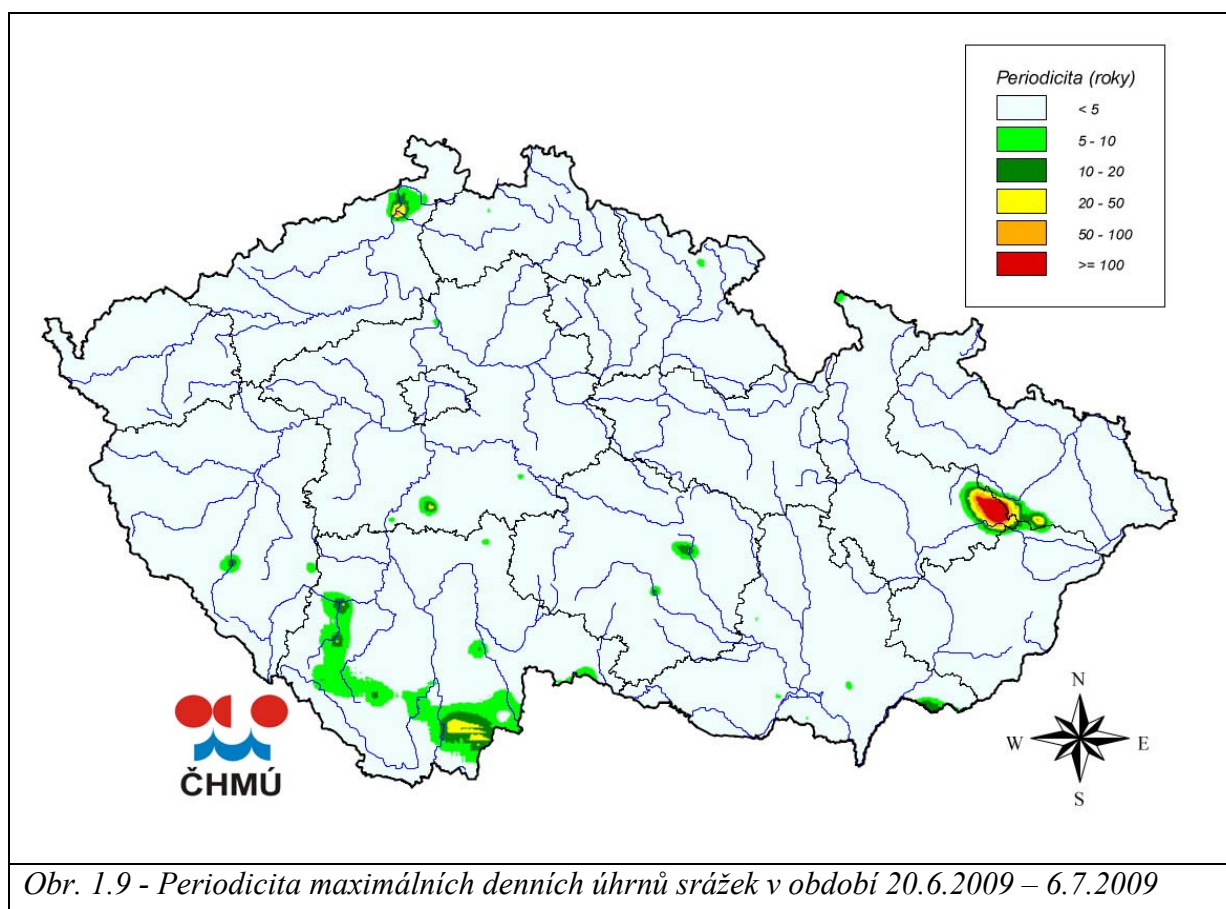 Periodicita (roky)
< 5
5 - 10
10 - 20
20 - 50
50 - 100
>= 100
ČHMÚ
N
W E
S
Obr. 1.9 - Periodicita maximálních denních úhrnů srážek v období 20.6.2009 – 6.7.2009